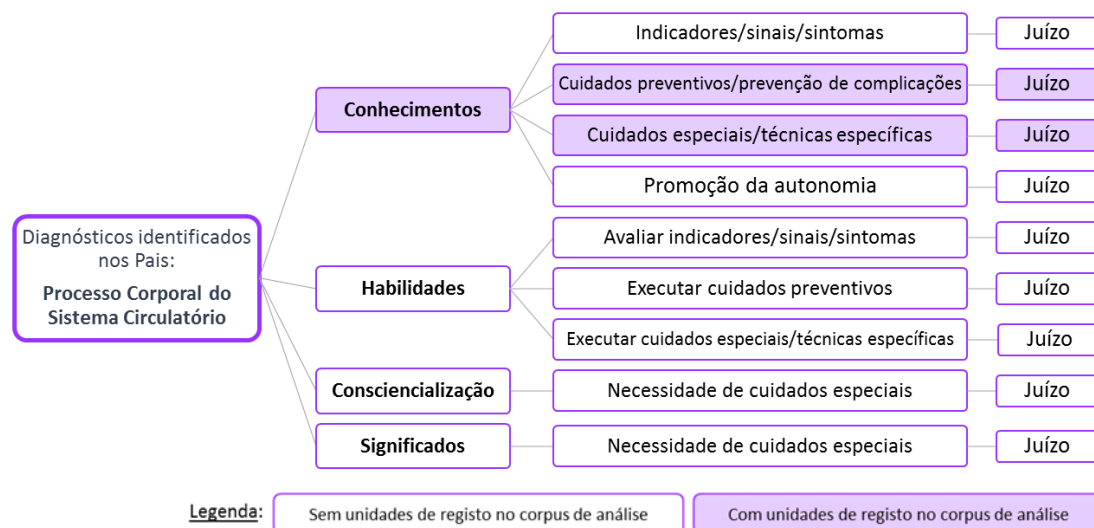 Diagnósticos identificados
nos Pais:
Processo Corporal do
Sistema Circulatório
Conhecimentos
Indicadores/sinais/sintomas
Juízo
Cuidados preventivos/prevenção de complicações
Juízo
Cuidados especiais/técnicas específicas
Juízo
Promoção da autonomia
Juízo
Habilidades
Avaliar indicadores/sinais/sintomas
Juízo
Executar cuidados preventivos
Juízo
Executar cuidados especiais/técnicas específicas
Juízo
Consciencialização
Necessidade de cuidados especiais
Juízo
Significados
Necessidade de cuidados especiais
Juízo
Legenda:
Sem unidades de registo no corpus de análise
Com unidades de registo no corpus de análise